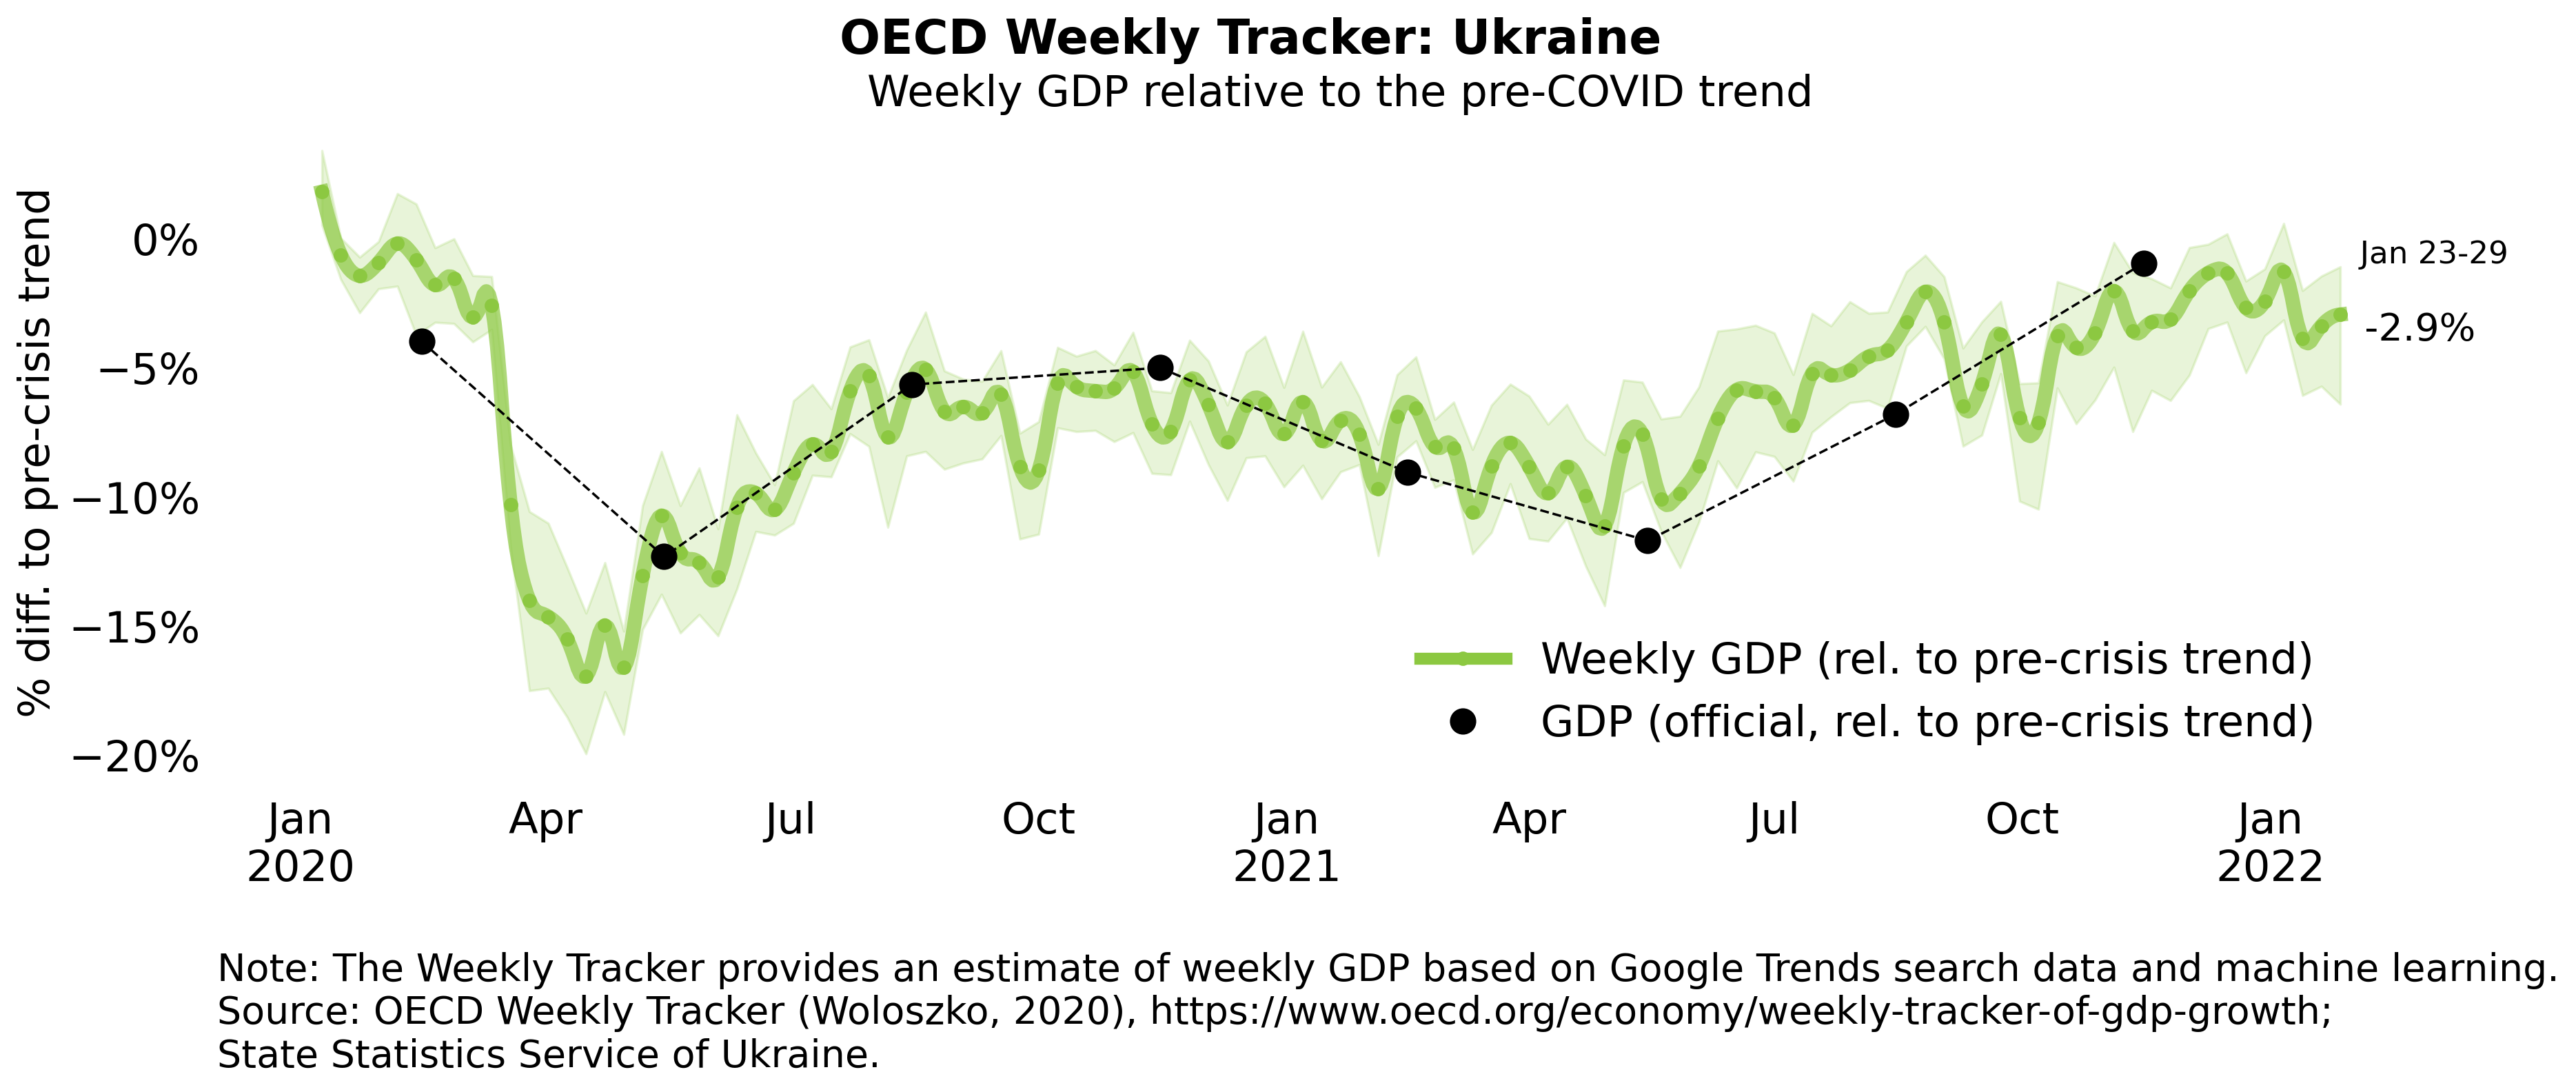 OECD Weekly Tracker: Ukraine
Weekly GDP relative to the pre-COVID trend
% diff. to pre-crisis trend
0%
−5%
−10%
−15%
−20%
Jan 23-29
-2.9%
Weekly GDP (rel. to pre-crisis trend)
GDP (official, rel. to pre-crisis trend)
Jan Apr Jul Oct Jan Apr Jul Oct Jan
2020 2021 2022
Note: The Weekly Tracker provides an estimate of weekly GDP based on Google Trends search data and machine learning.
Source: OECD Weekly Tracker (Woloszko, 2020), https://www.oecd.org/economy/weekly-tracker-of-gdp-growth;
State Statistics Service of Ukraine.